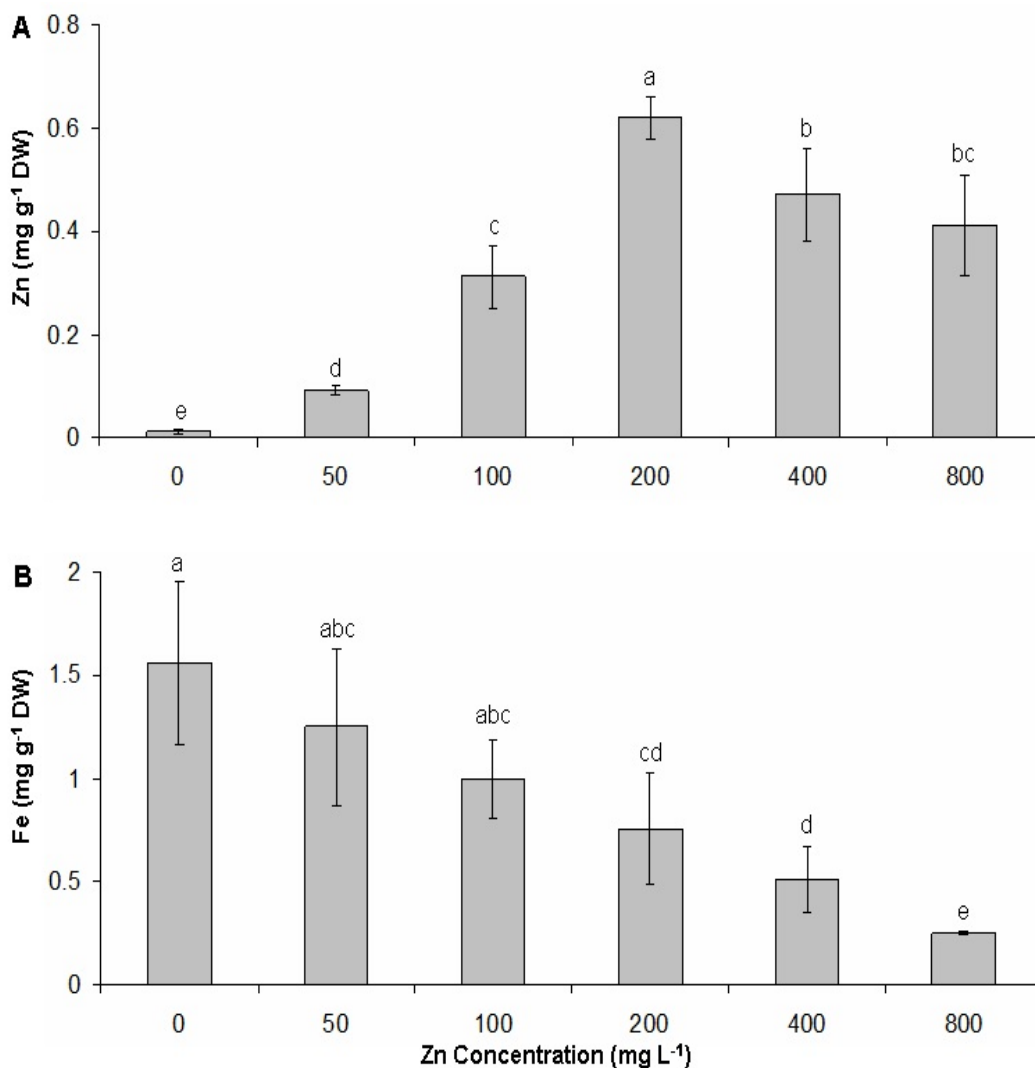 A
Zn (mg g⁻¹ DW)
0.8
0.6
0.4
0.2
0
e
d
c
a
b
bc
0 50 100 200 400 800
B
Fe (mg g⁻¹ DW)
2
1.5
1
0.5
0
a
abc
abc
cd
d
e
0 50 100 200 400 800
Zn Concentration (mg L⁻¹)